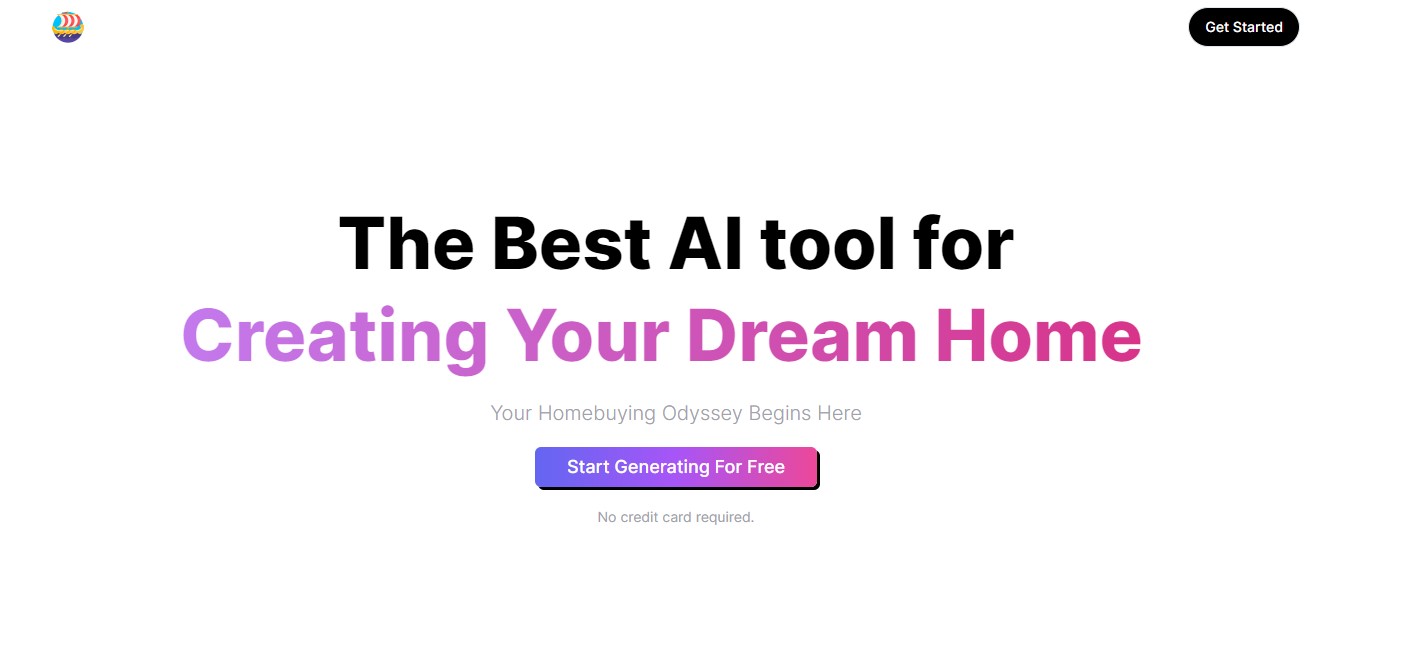 Get Started
The Best AI tool for
Creating Your Dream Home
Your Homebuying Odyssey Begins Here
Start Generating For Free
No credit card required.